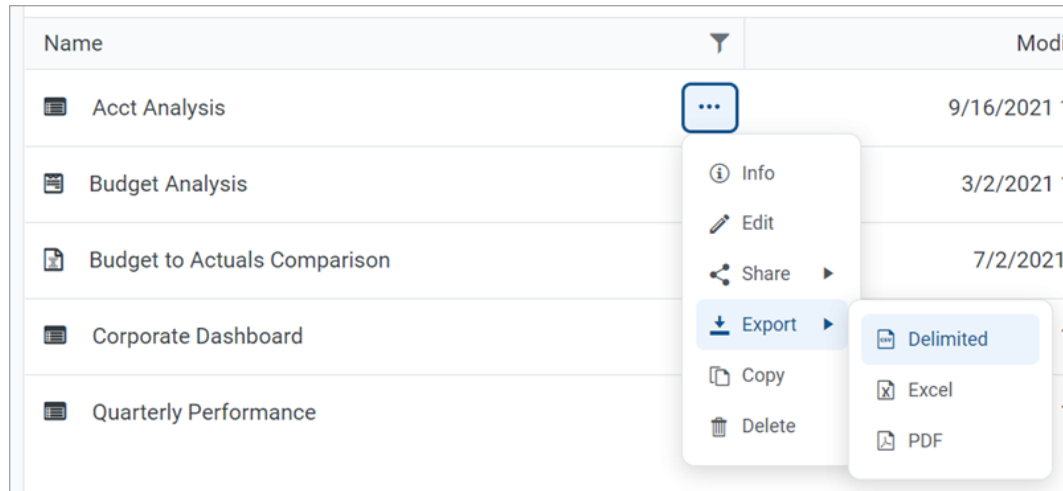 Name
Modi
Acct Analysis
9/16/2021
Budget Analysis
3/2/2021
Budget to Actuals Comparison
7/2/2021
Corporate Dashboard
Quarterly Performance
Info
Edit
Share
Export
Copy
Delete
Delimited
Excel
PDF